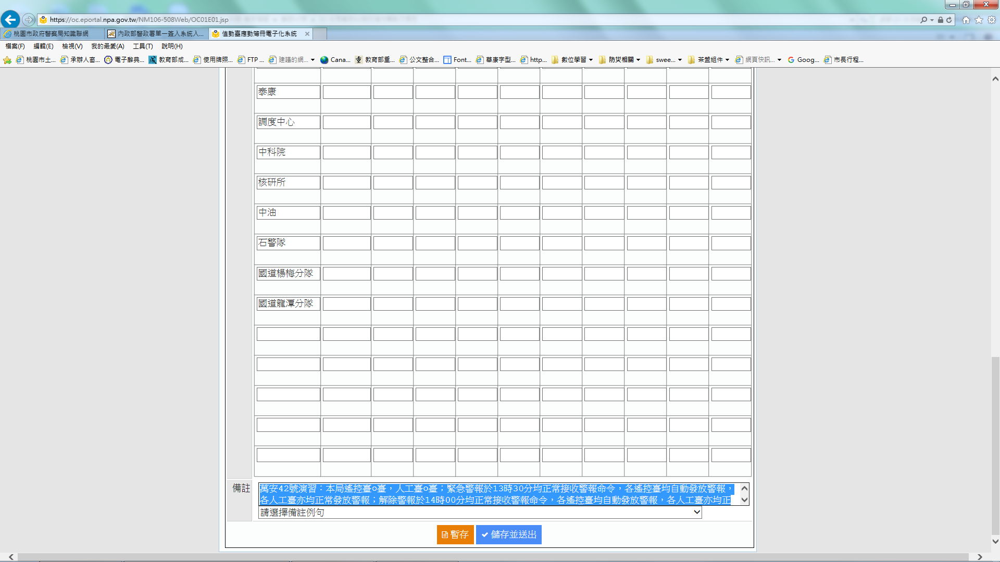 https://oc.eportal.npa.gov.tw/NM106-508Web/OC01E01.jsp
桃園市政府警察局知識聯網 內政部警政署單一簽入系統入... 值勤臺應勤簿冊電子化系統
檔案(F) 編輯(E) 檢視(V) 我的最愛(A) 工具(T) 說明(H)
桃園市土... 承辦人窗... 電子辭典... 教育部成... 使用牌照... FTP ... 建議的網... Cana... 教育部重... 公文整合... Font... 華康字型... http... 數位學習 防災相關 swee... 茶盤組件 網頁快訊... Goog... 市長行程...
泰康
調度中心
中科院
核研所
中油
石警隊
國道楊梅分隊
國道龍潭分隊
備註
萬安42號演習：本局遙控臺o臺，人工臺o臺；緊急警報於13時30分均正常接收警報命令，各遙控臺均自動發放警報，
各人工臺亦均正常發放警報；解除警報於14時00分均正常接收警報命令，各遙控臺均自動發放警報，各人工臺亦均正
請選擇備註例句
暫存 儲存並送出